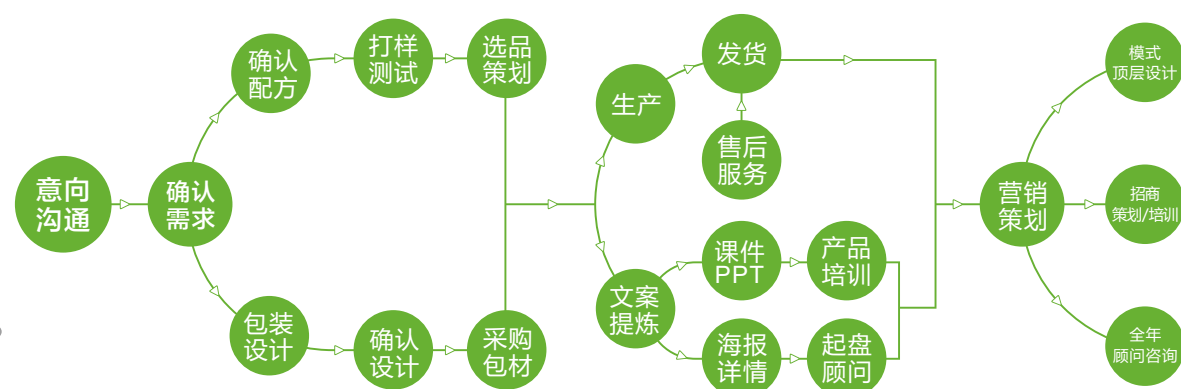 意向
沟通
确认
需求
确认
配方
打样
测试
选品
策划
包装
设计
确认
设计
采购
包材
生产
发货
售后
服务
文案
提炼
课件
PPT
产品
培训
海报
详情
起盘
顾问
营销
策划
模式
顶层设计
招商
策划/培训
全年
顾问咨询